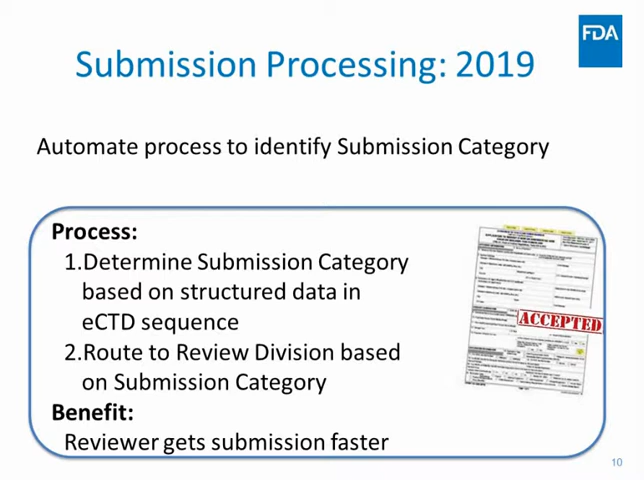 FDA
Submission Processing: 2019
Automate process to identify Submission Category
Process:
1.Determine Submission Category
based on structured data in
eCTD sequence
2.Route to Review Division based
on Submission Category
Benefit:
Reviewer gets submission faster
ACCEPTED
10